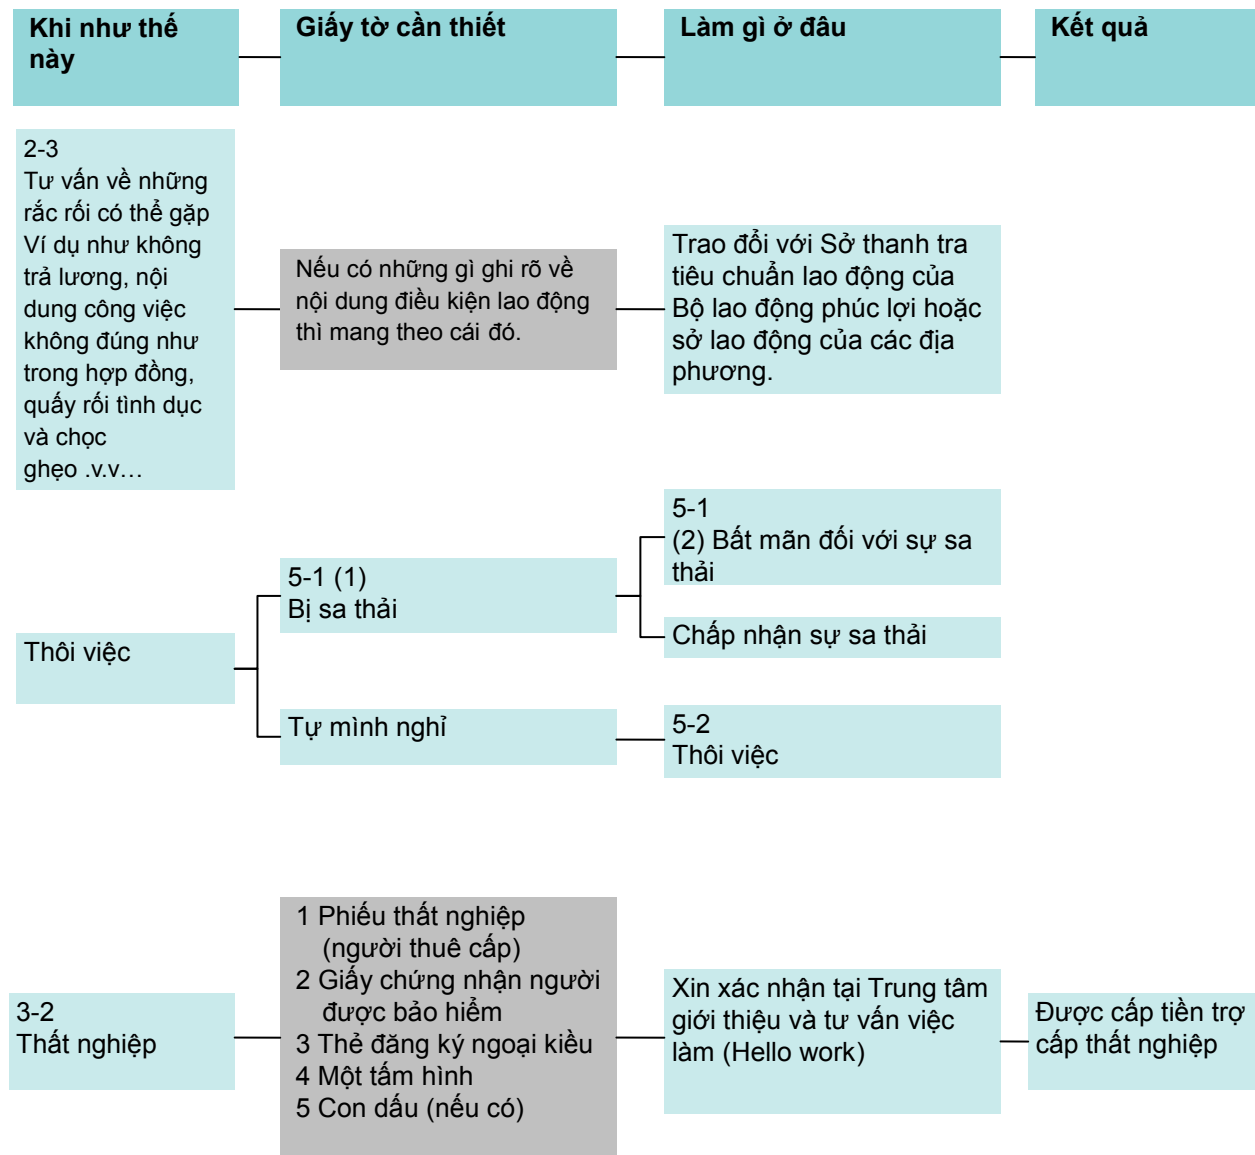 Khi như thế
này
Giấy tờ cần thiết
Làm gì ở đâu
Kết quả
2-3
Tư vấn về những
rắc rối có thể gặp
Ví dụ như không
trả lương, nội
dung công việc
không đúng như
trong hợp đồng,
quấy rối tình dục
và chọc
ghẹo .v.v…
Nếu có những gì ghi rõ về
nội dung điều kiện lao động
thì mang theo cái đó.
Trao đổi với Sở thanh tra
tiêu chuẩn lao động của
Bộ lao động phúc lợi hoặc
sở lao động của các địa
phương.
Thôi việc
5-1 (1)
Bị sa thải
5-1
(2) Bất mãn đối với sự sa
thải
Chấp nhận sự sa thải
Tự mình nghỉ
5-2
Thôi việc
3-2
Thất nghiệp
1 Phiếu thất nghiệp
(người thuê cấp)
2 Giấy chứng nhận người
được bảo hiểm
3 Thẻ đăng ký ngoại kiều
4 Một tấm hình
5 Con dấu (nếu có)
Xin xác nhận tại Trung tâm
giới thiệu và tư vấn việc
làm (Hello work)
Được cấp tiền trợ
cấp thất nghiệp